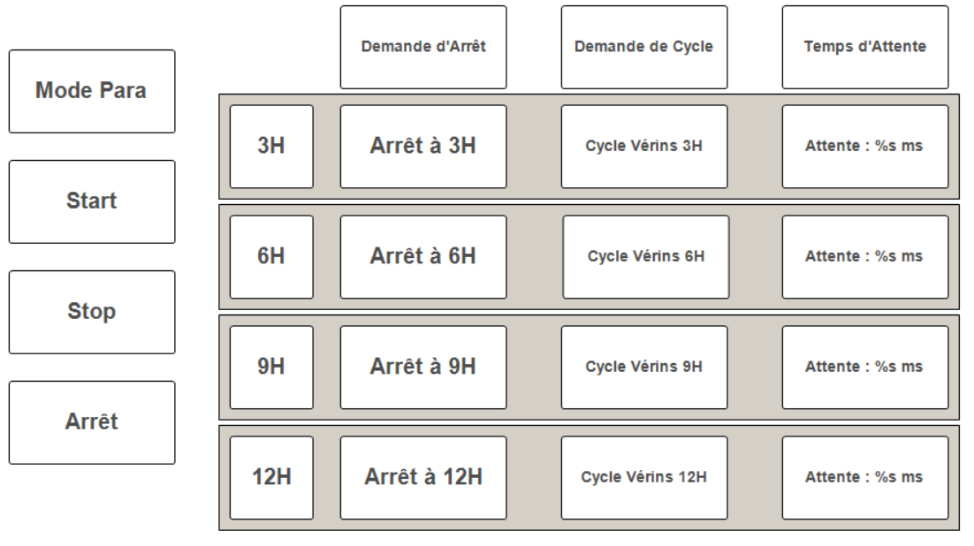 Demande d'Arrêt
Demande de Cycle
Temps d'Attente
Mode Para
Start
Stop
Arrêt
3H
Arrêt à 3H
Cycle Vérins 3H
Attente : %s ms
6H
Arrêt à 6H
Cycle Vérins 6H
Attente : %s ms
9H
Arrêt à 9H
Cycle Vérins 9H
Attente : %s ms
12H
Arrêt à 12H
Cycle Vérins 12H
Attente : %s ms